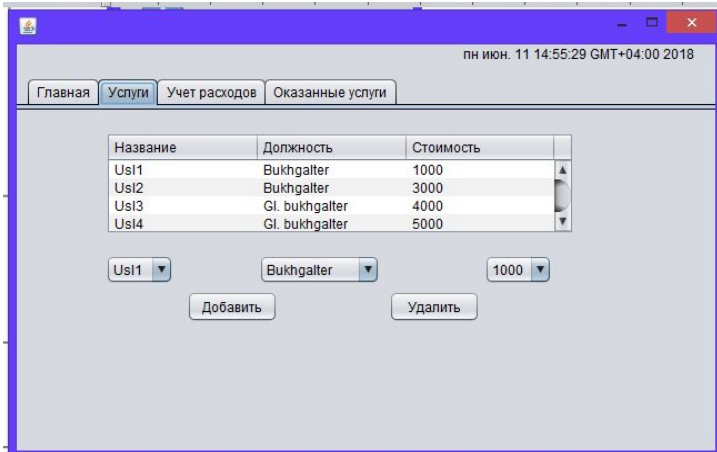 пн июн. 11 14:55:29 GMT+04:00 2018
Главная Услуги Учет расходов Оказанные услуги
Название Должность Стоимость
Usl1 Bukhgalter 1000
Usl2 Bukhgalter 3000
Usl3 Gl. bukhgalter 4000
Usl4 Gl. bukhgalter 5000
Usl1 Bukhgalter 1000
Добавить Удалить